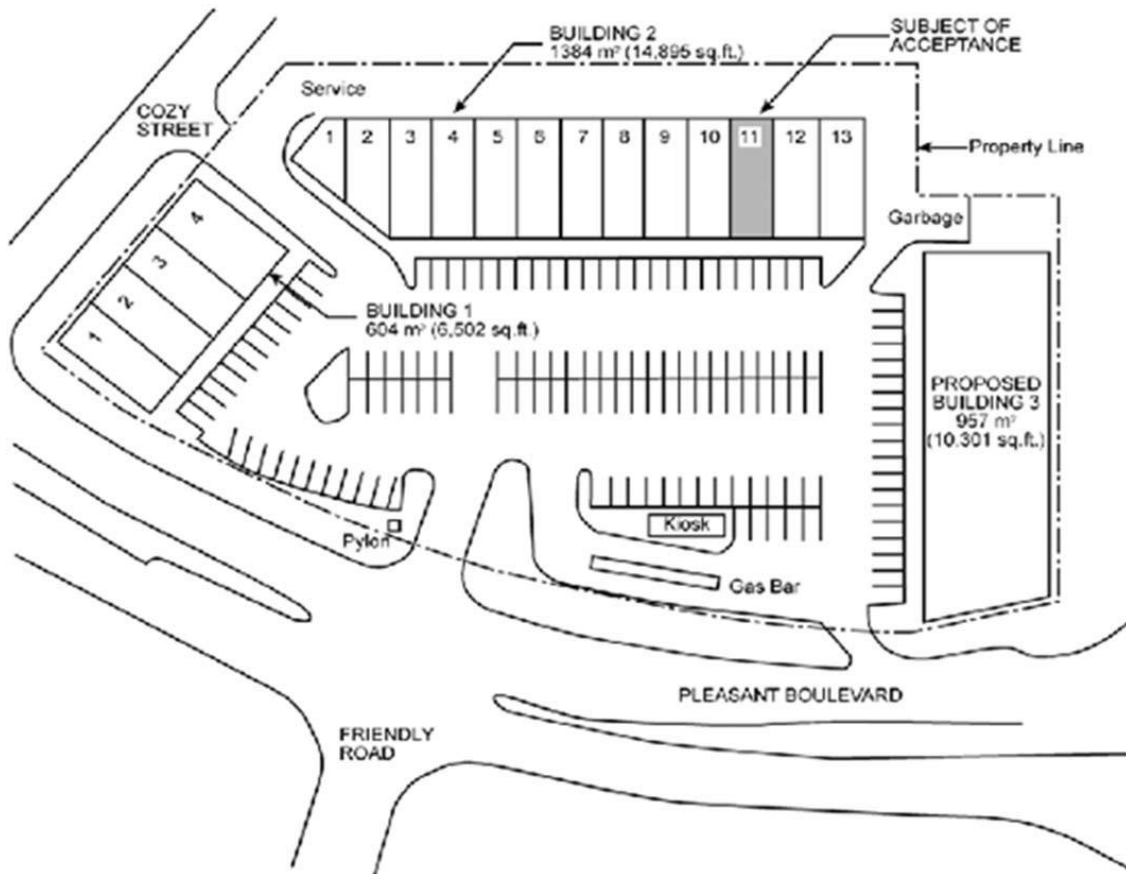 BUILDING 2
1384 m² (14,895 sq.ft.)
SUBJECT OF
ACCEPTANCE
Service
COZY
STREET
1 2 3 4 5 6 7 8 9 10 11 12 13
Property Line
Garbage
4
3
2
1
BUILDING 1
604 m² (6,502 sq.ft.)
PROPOSED
BUILDING 3
957 m²
(10,301 sq.ft.)
Kiosk
Pylon
Gas Bar
PLEASANT BOULEVARD
FRIENDLY
ROAD